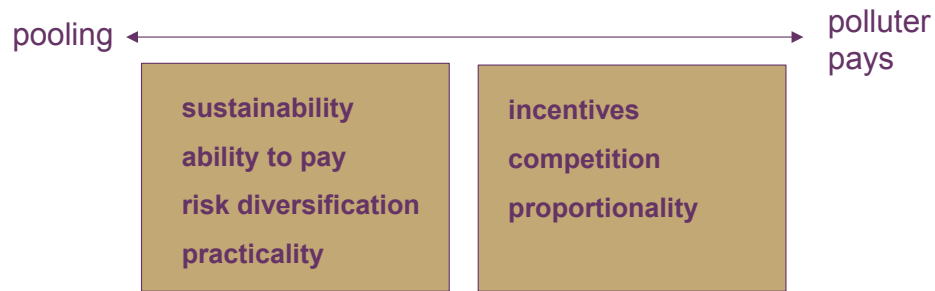 pooling
polluter
pays
sustainability
ability to pay
risk diversification
practicality
incentives
competition
proportionality